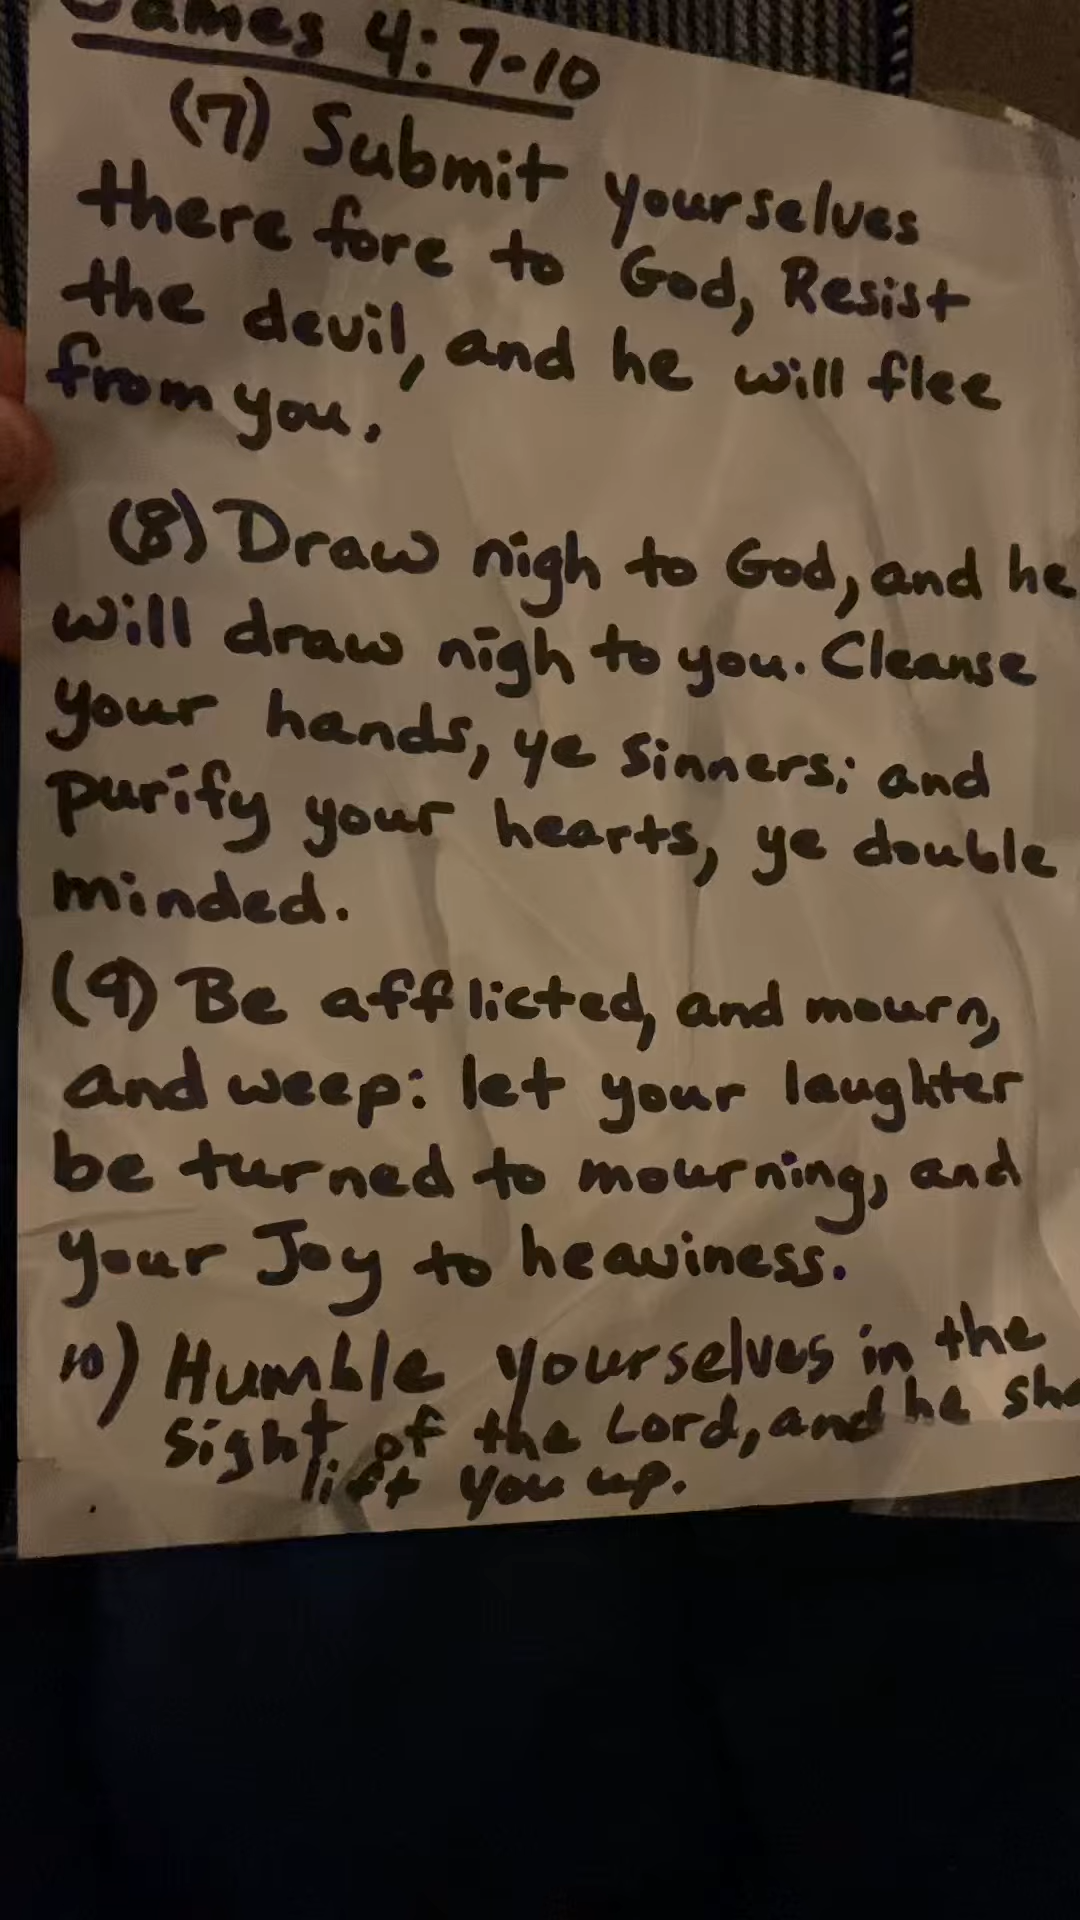 James 4:7-10
(7) Submit yourselves
there fore to God, Resist
the devil, and he will flee
from you.
(8) Draw nigh to God, and he
will draw nigh to you. Cleanse
your hands, ye sinners; and
purify your hearts, ye double
minded.
(9) Be afflicted, and mourn,
and weep: let your laughter
be turned to mourning, and
your Joy to heaviness.
10) Humble yourselves in the
sight of the Lord, and he sha
lift you up.